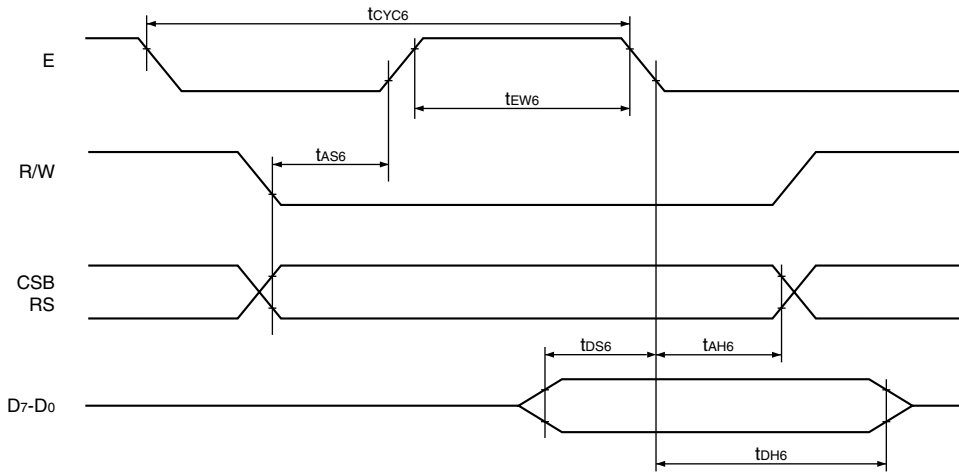 tCYC6
E
tEW6
tAS6
R/W
CSB
RS
tDS6
tAH6
D7-D0
tDH6